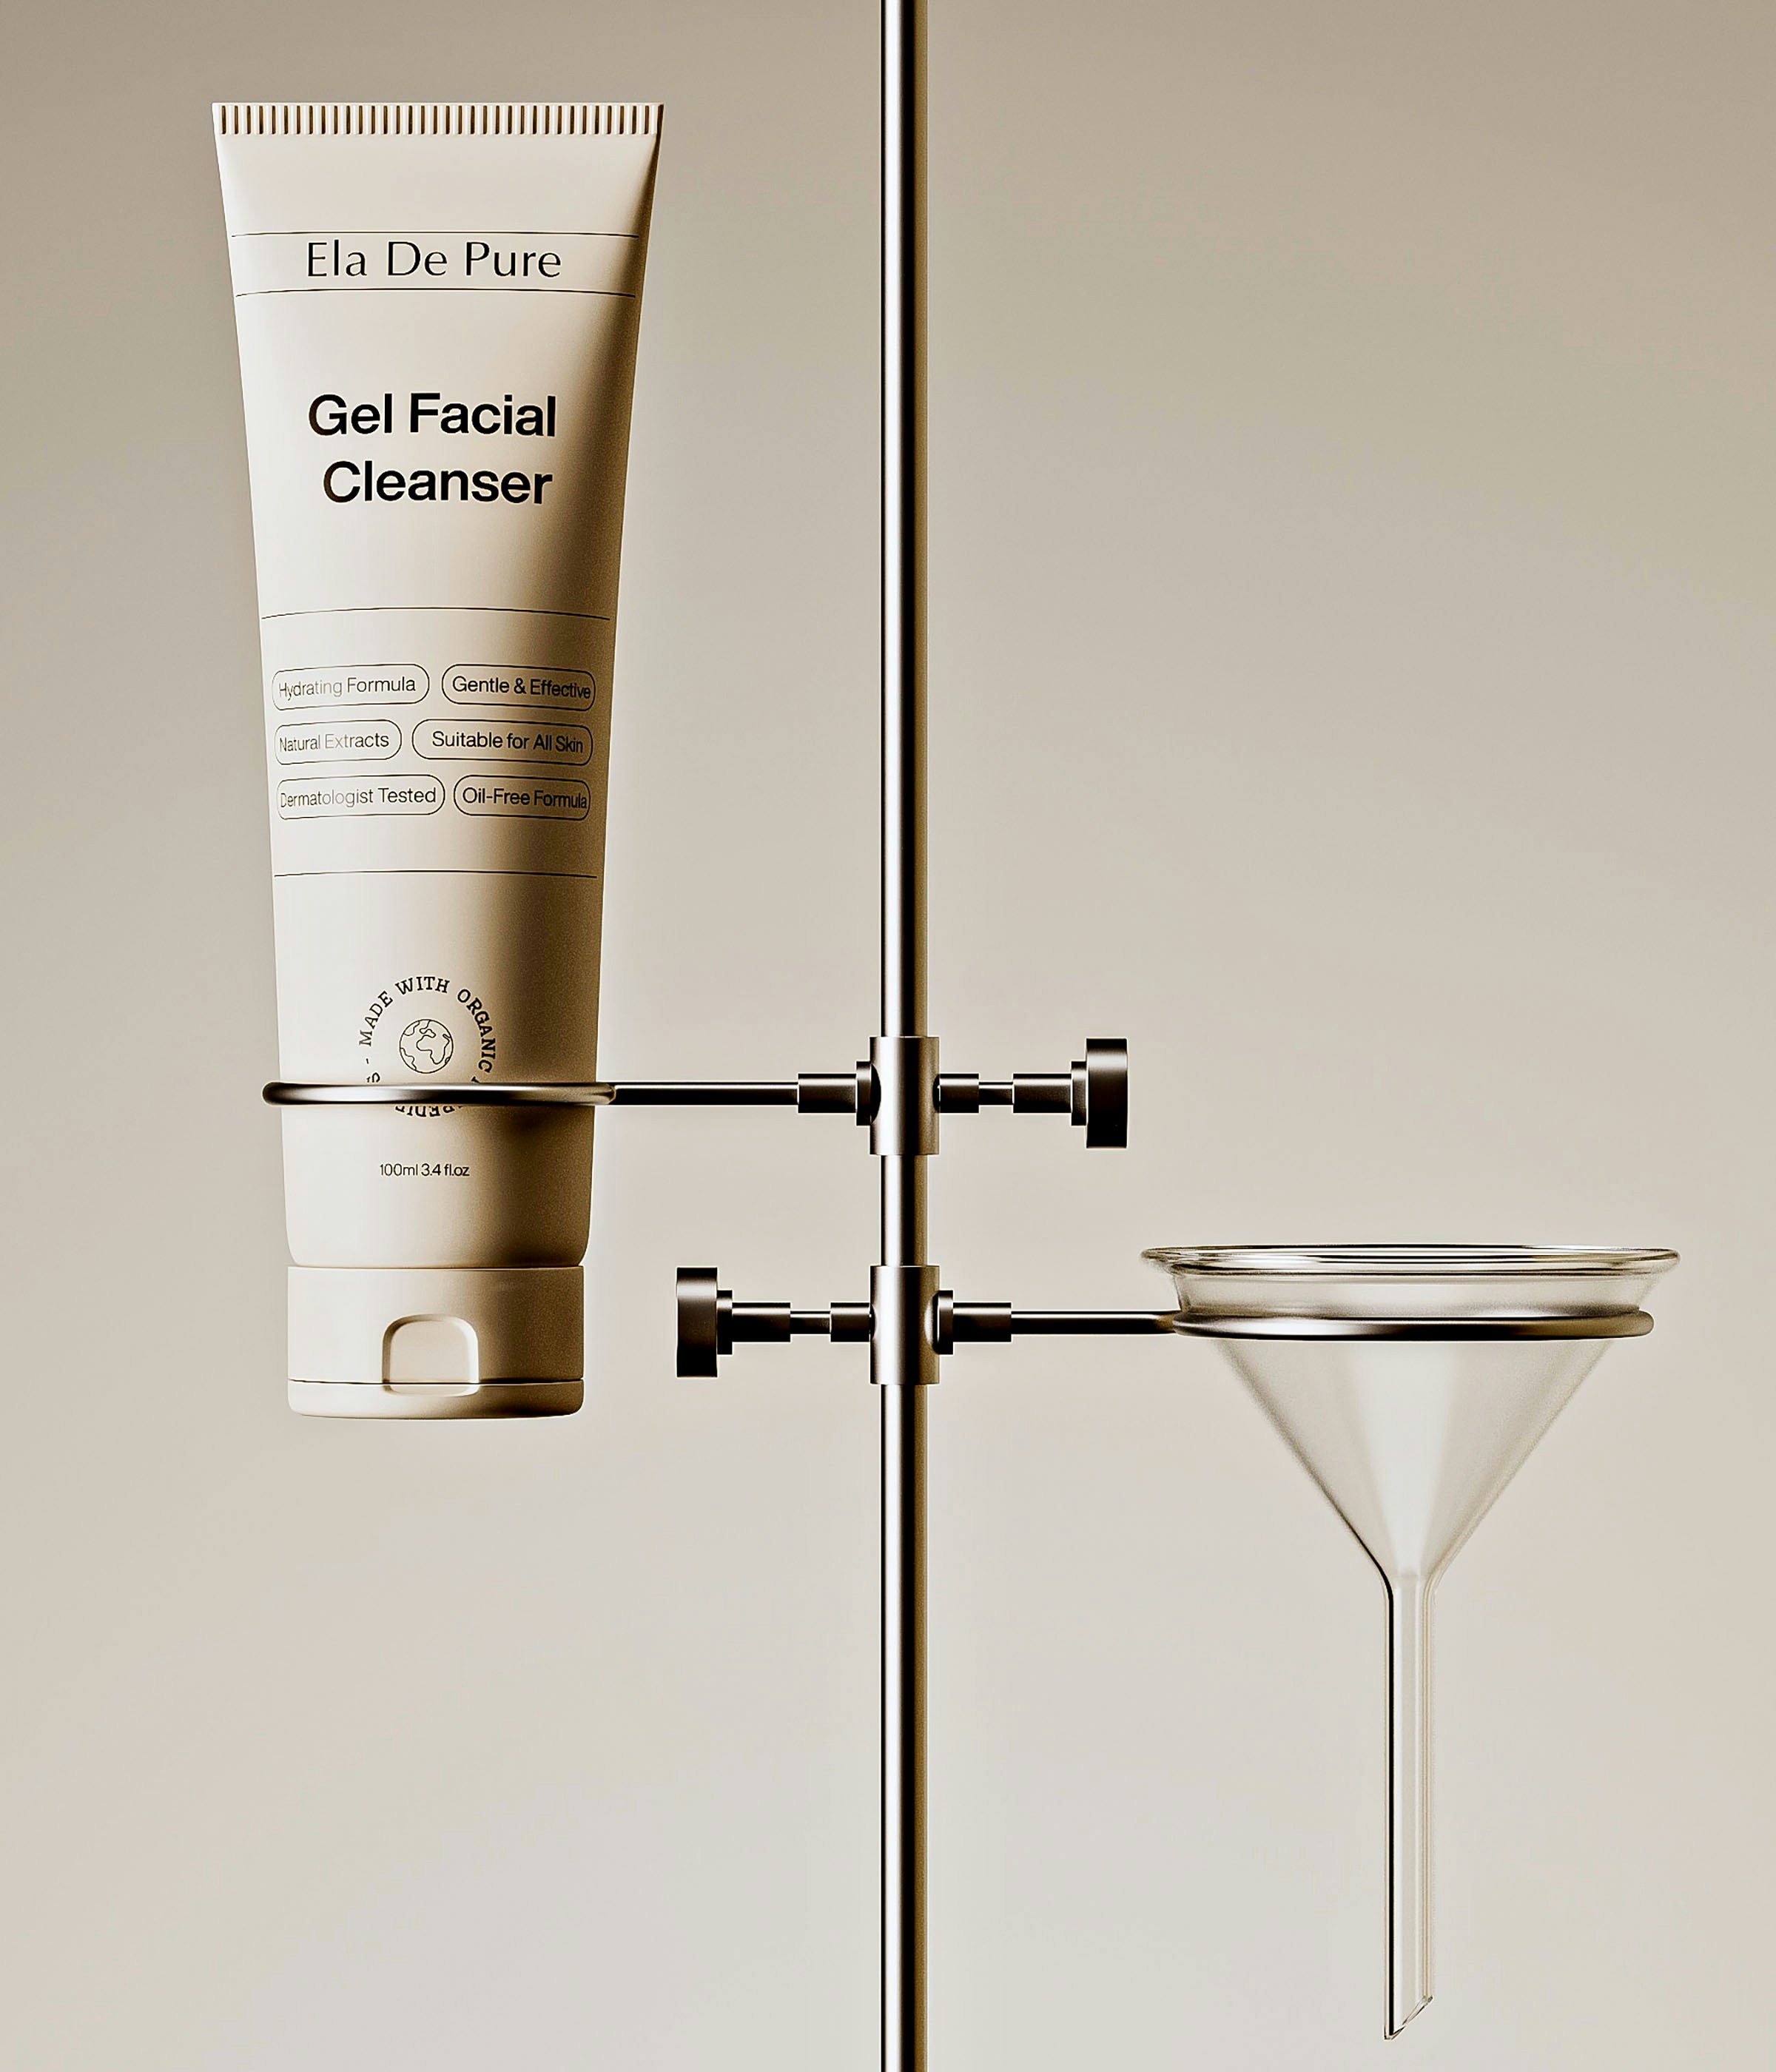 Ela De Pure
Gel Facial
Cleanser
Hydrating Formula
Gentle & Effective
Natural Extracts
Suitable for All Skin
Dermatologist Tested
Oil-Free Formula
- MADE WITH ORGANIC
100ml 3.4 fl.oz